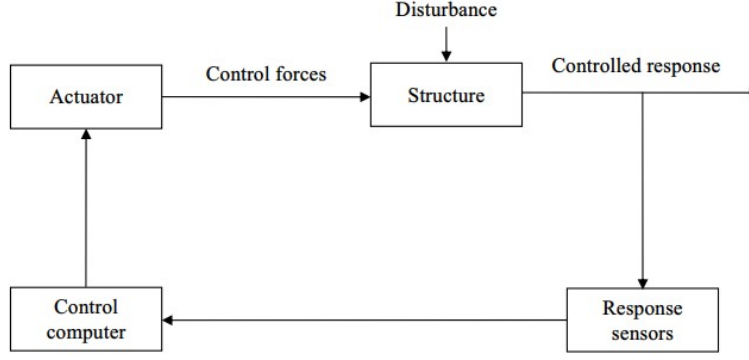 Disturbance
Control forces
Controlled response
Actuator
Structure
Control
computer
Response
sensors